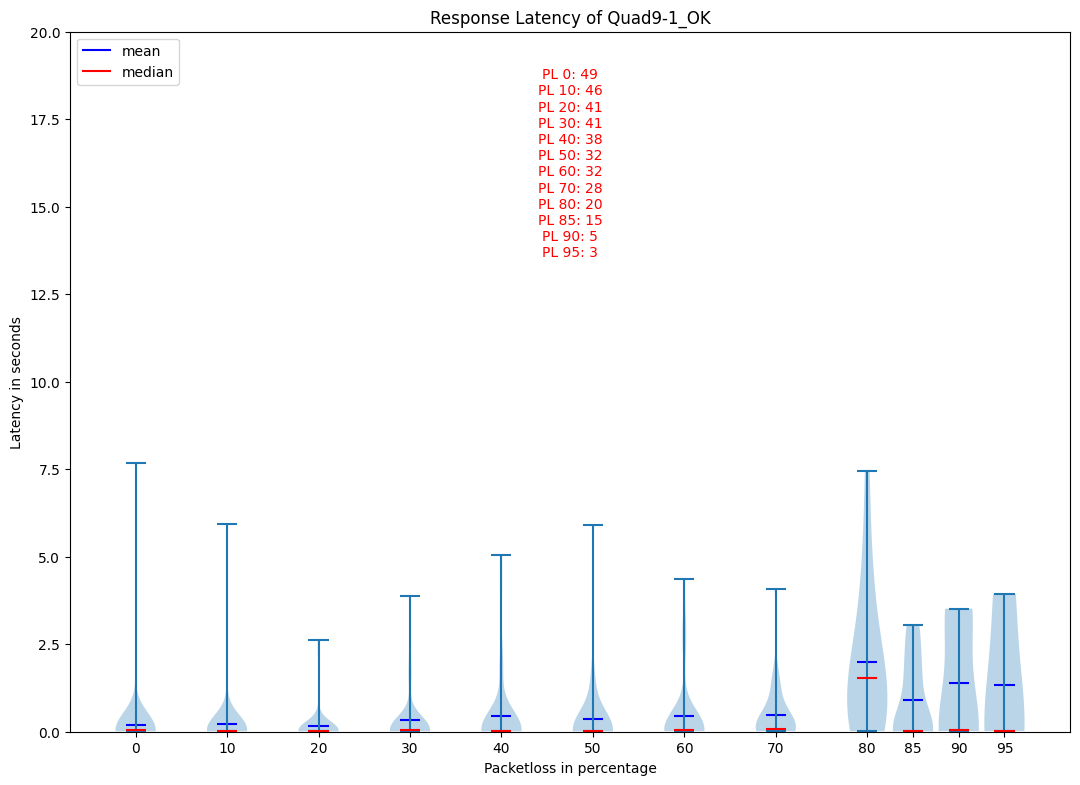 Response Latency of Quad9-1_OK
20.0
17.5
15.0
12.5
10.0
7.5
5.0
2.5
0.0
Latency in seconds
mean
median
PL 0: 49
PL 10: 46
PL 20: 41
PL 30: 41
PL 40: 38
PL 50: 32
PL 60: 32
PL 70: 28
PL 80: 20
PL 85: 15
PL 90: 5
PL 95: 3
0 10 20 30 40 50 60 70 80 85 90 95
Packetloss in percentage